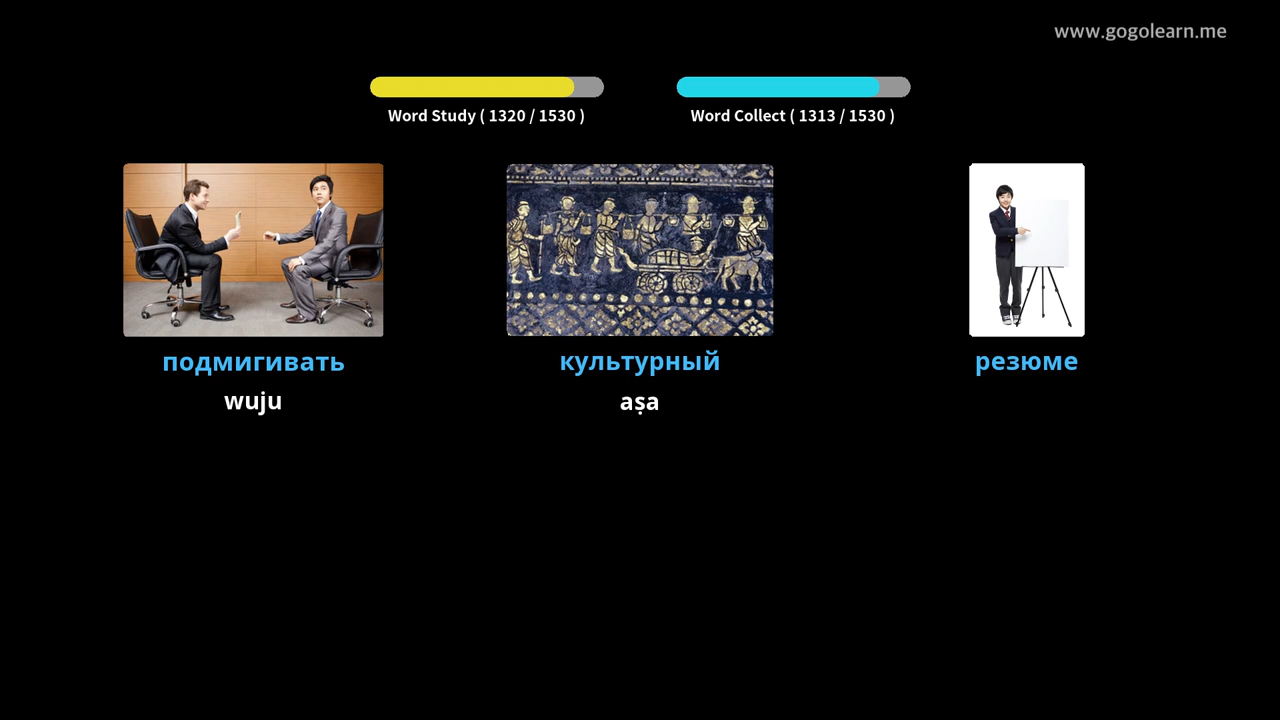 www.gogolearn.me
Word Study ( 1320 / 1530 )
Word Collect ( 1313 / 1530 )
подмигивать
культурный
резюме
wuju
aṣa